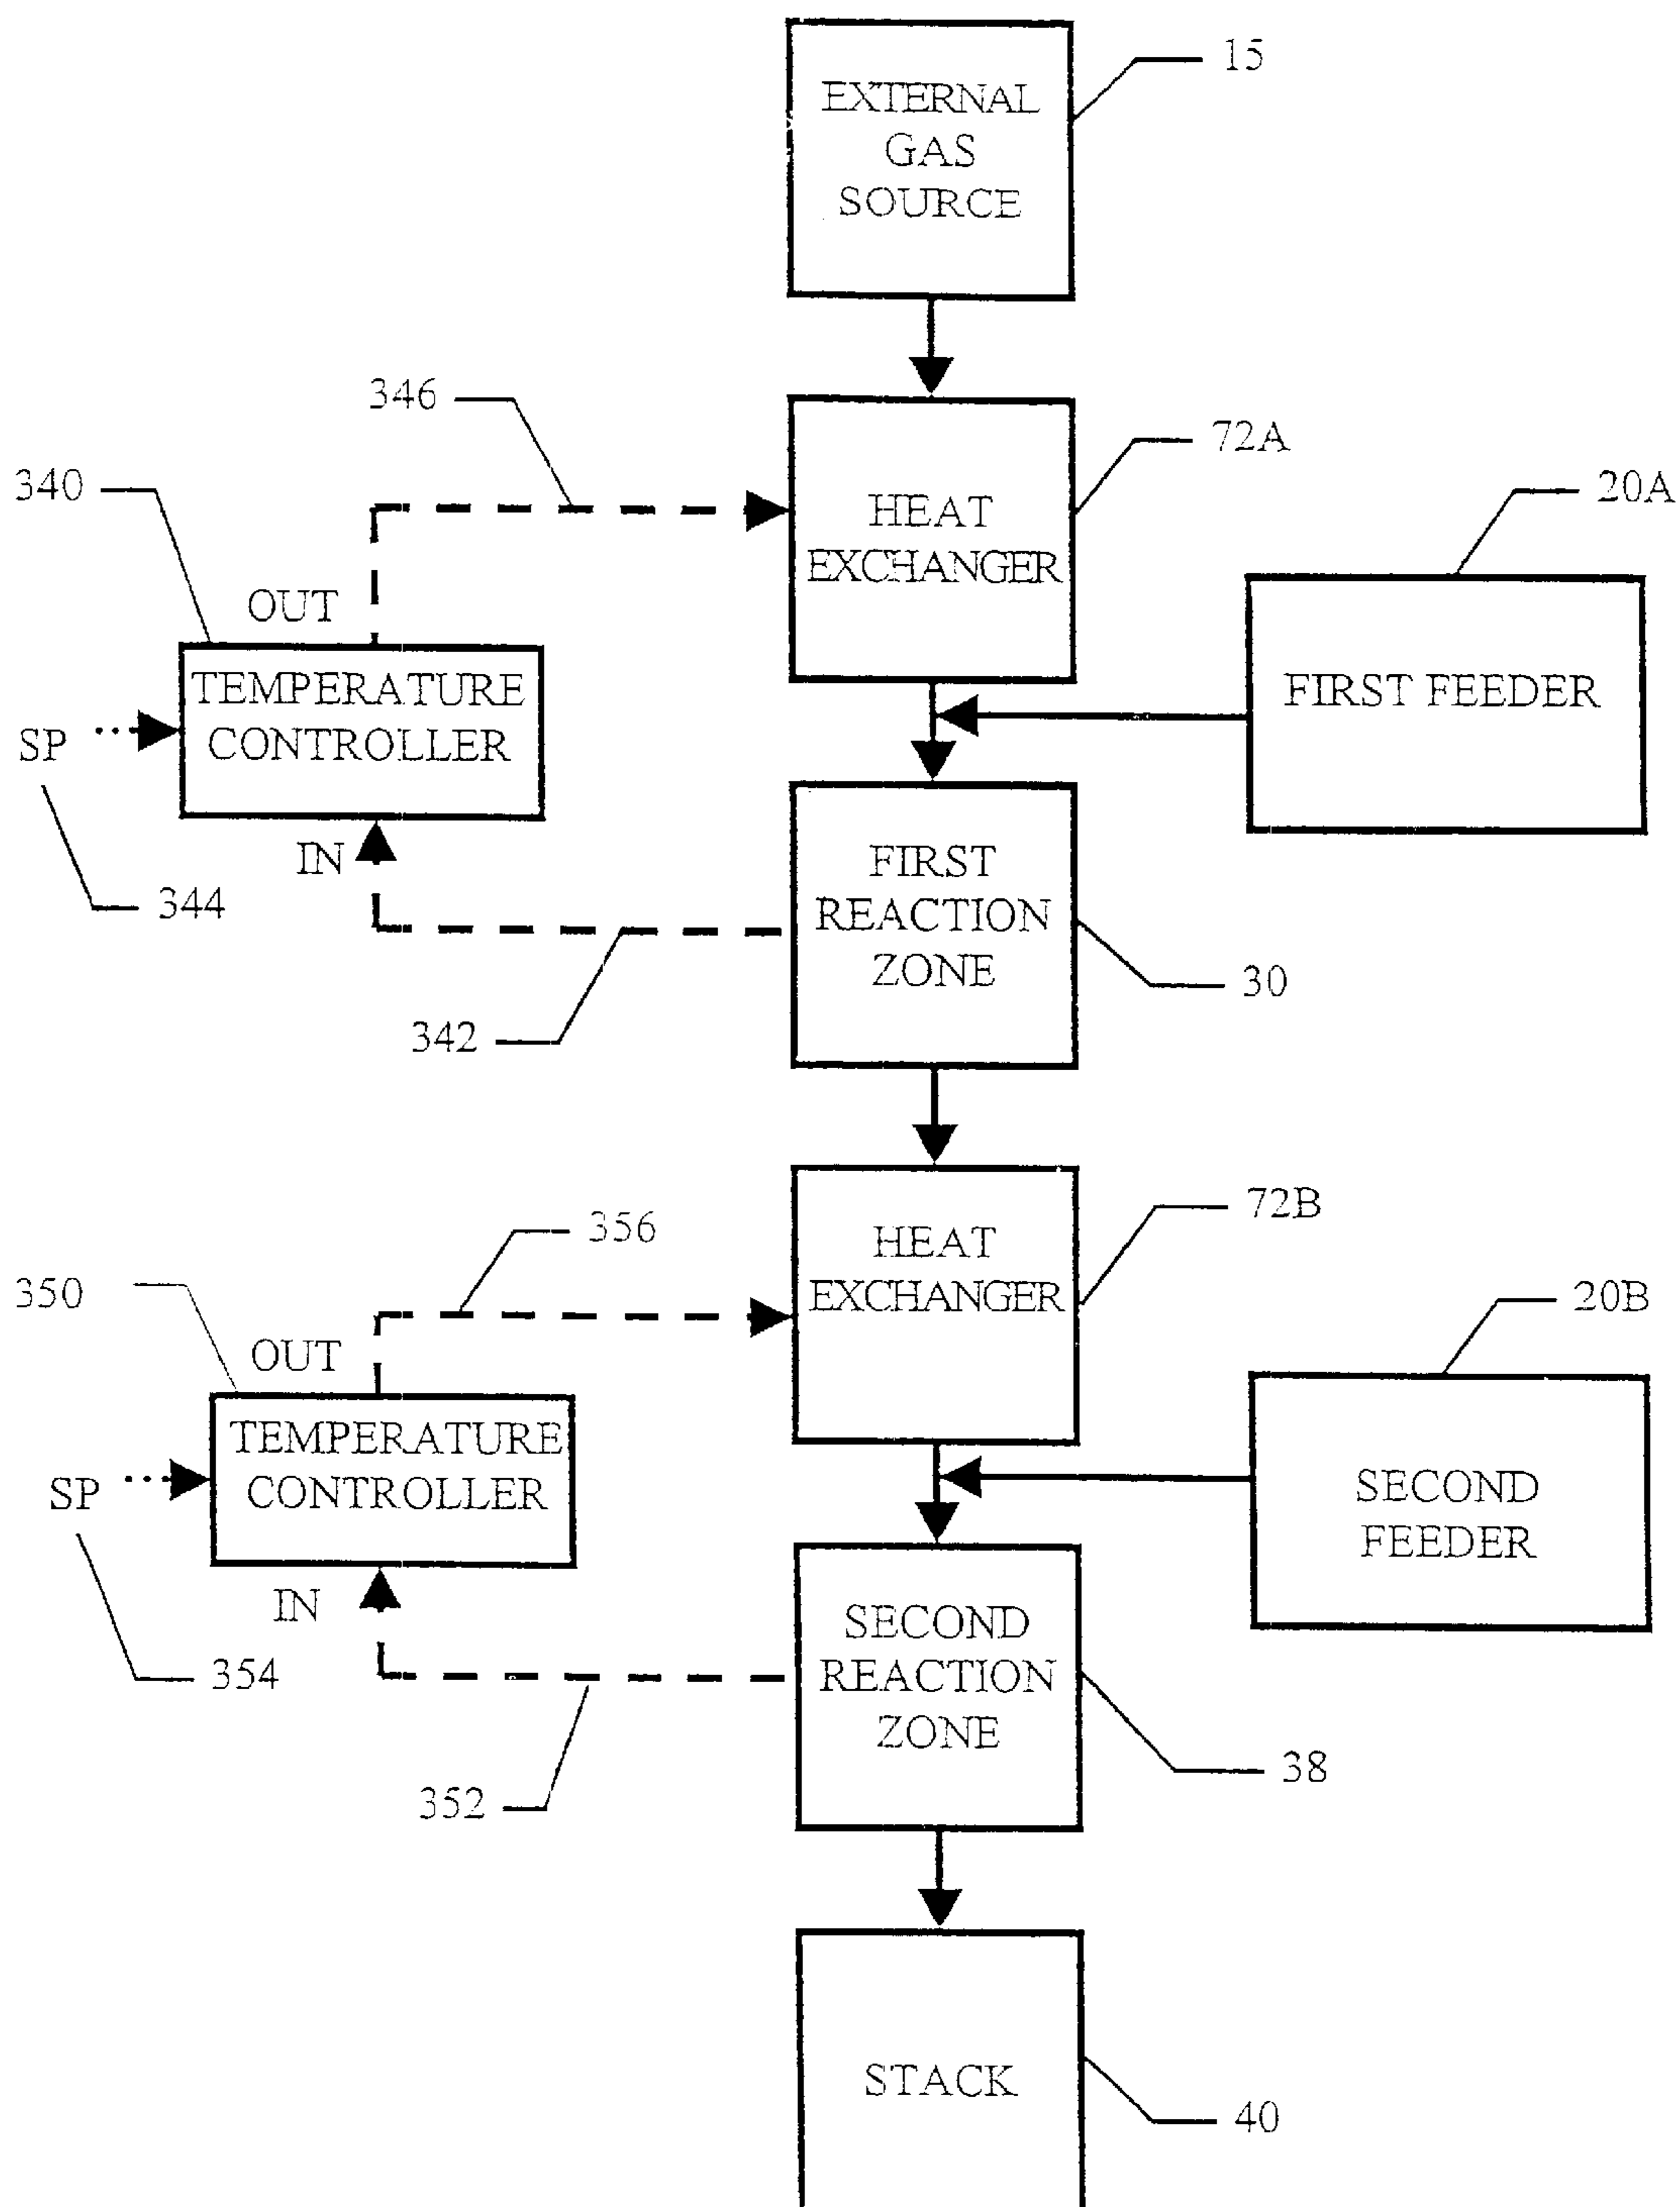 15
EXTERNAL
GAS
SOURCE
346
72A
340
HEAT
EXCHANGER
20A
OUT
TEMPERATURE
CONTROLLER
FIRST FEEDER
SP
IN
344
FIRST
REACTION
ZONE
30
342
72B
356
HEAT
EXCHANGER
350
20B
OUT
TEMPERATURE
CONTROLLER
SP
SECOND
FEEDER
IN
SECOND
REACTION
ZONE
354
38
352
STACK
40